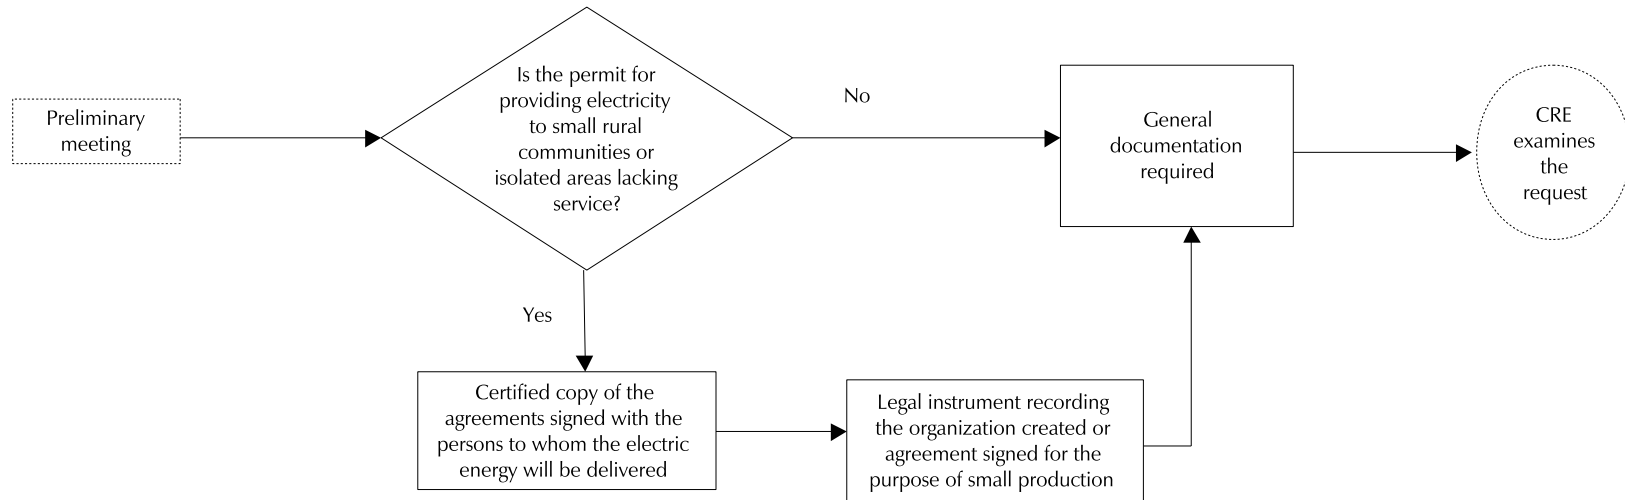 Preliminary
meeting
Is the permit for
providing electricity
to small rural
communities or
isolated areas lacking
service?
No
General
documentation
required
CRE
examines
the
request
Yes
Certified copy of the
agreements signed with the
persons to whom the electric
energy will be delivered
Legal instrument recording
the organization created or
agreement signed for the
purpose of small production